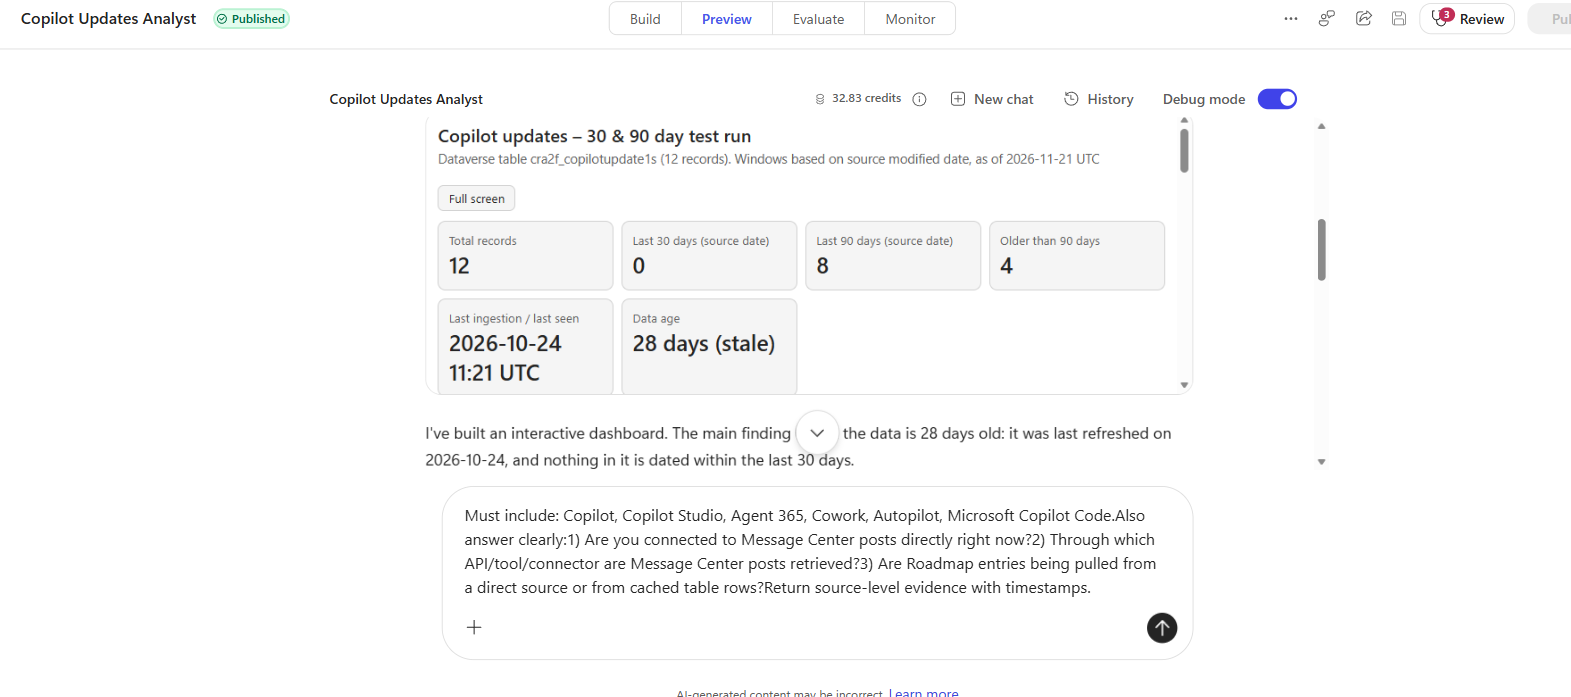 Copilot Updates Analyst
Published
Build
Preview
Evaluate
Monitor
3
Review
Pu
Copilot Updates Analyst
32.83 credits
New chat
History
Debug mode
Copilot updates – 30 & 90 day test run
Dataverse table cra2f_copilotupdate1s (12 records). Windows based on source modified date, as of 2026-11-21 UTC
Full screen
Total records
12
Last 30 days (source date)
0
Last 90 days (source date)
8
Older than 90 days
4
Last ingestion / last seen
2026-10-24
11:21 UTC
Data age
28 days (stale)
I've built an interactive dashboard. The main finding the data is 28 days old: it was last refreshed on
2026-10-24, and nothing in it is dated within the last 30 days.
Must include: Copilot, Copilot Studio, Agent 365, Cowork, Autopilot, Microsoft Copilot Code.Also
answer clearly:1) Are you connected to Message Center posts directly right now?2) Through which
API/tool/connector are Message Center posts retrieved?3) Are Roadmap entries being pulled from
a direct source or from cached table rows?Return source-level evidence with timestamps.
AI-generated content may be incorrect. Learn more